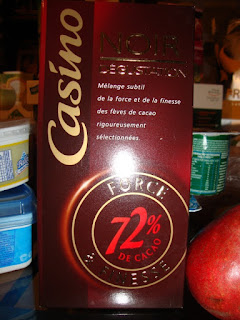 Casino
NOIR
DÉGUSTATION
Mélange subtil
de la force et de la finesse
des fèves de cacao
rigoureusement
sélectionnées.
FORCE
72%
DE CACAO
& FINESSE